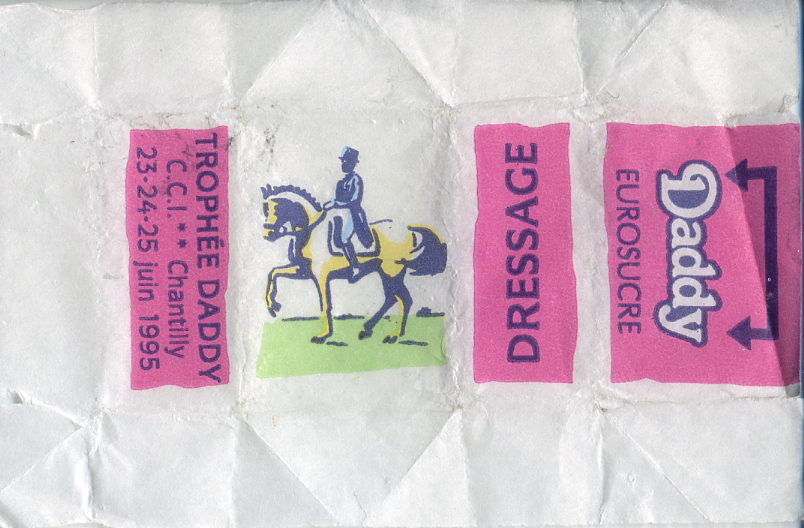 TROPHÉE DADDY
C.C.I. ** Chantilly
23-24-25 juin 1995
DRESSAGE
Daddy
EUROSUCRE